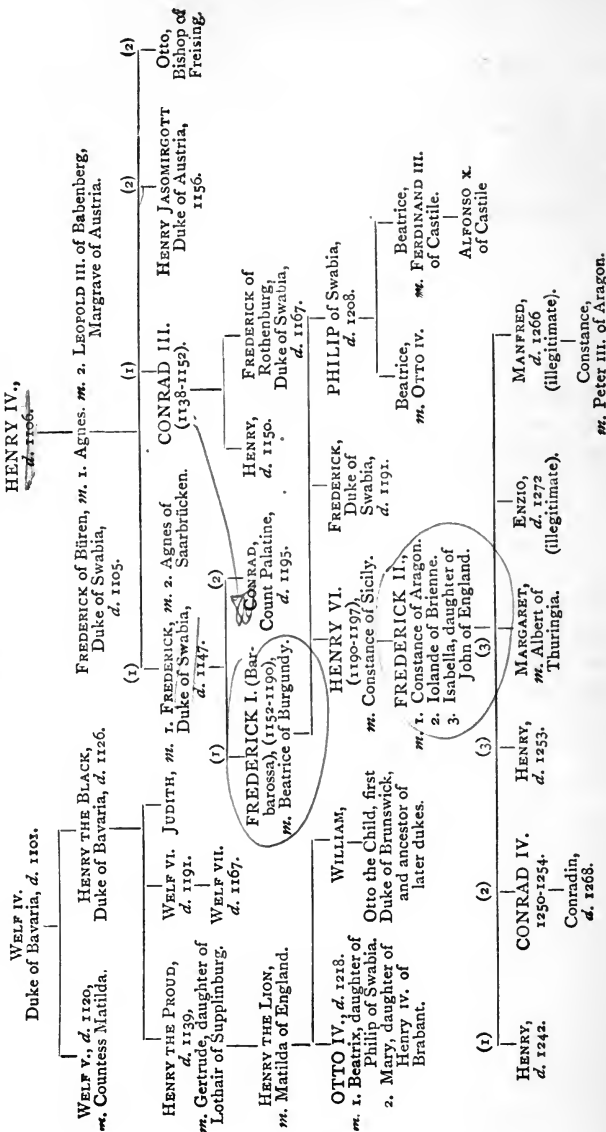 HENRY IV.,
d. 1106.
WELF IV.
Duke of Bavaria, d. 1101.
WELF V., d. 1120,
m. Countess Matilda.
HENRY THE BLACK,
Duke of Bavaria, d. 1126.
FREDERICK of Büren, m. 1. Agnes. m. 2. LEOPOLD III. of Babenberg,
Duke of Swabia,
d. 1105.
Margrave of Austria.
HENRY THE PROUD,
d. 1139,
m. Gertrude, daughter of
Lothair of Supplinburg.
WELF VI.
d. 1191.
WELF VII.
d. 1167.
JUDITH, m. 1. FREDERICK, m. 2. Agnes of
Duke of Swabia, Saarbrücken.
d. 1147.
(1)
(1)
CONRAD III.
(1138-1152).
(2)
HENRY JASOMIRGOTT
Duke of Austria,
1156.
(2)
Otto,
Bishop of
Freising.
HENRY THE LION,
m. Matilda of England.
(1)
FREDERICK I. (Bar-
barossa), (1152-1190),
m. Beatrice of Burgundy.
(2)
CONRAD,
Count Palatine,
d. 1195.
HENRY,
d. 1150.
FREDERICK of
Rothenburg,
Duke of Swabia,
d. 1167.
OTTO IV., d. 1218.
m. 1. Beatrix, daughter of
Philip of Swabia.
2. Mary, daughter of
Henry IV. of
Brabant.
WILLIAM,
Otto the Child, first
Duke of Brunswick,
and ancestor of
later dukes.
HENRY VI.
(1190-1197),
m. Constance of Sicily.
FREDERICK,
Duke of
Swabia,
d. 1191.
PHILIP of Swabia,
d. 1208.
FREDERICK II.,
m. 1. Constance of Aragon.
2. Iolande of Brienne.
3. Isabella, daughter of
John of England.
Beatrice,
m. OTTO IV.
Beatrice,
m. FERDINAND III.
of Castile.
ALFONSO X.
of Castile
(1)
HENRY,
d. 1242.
(2)
CONRAD IV.
1250-1254.
Conradin,
d. 1268.
(3)
HENRY,
d. 1253.
(3)
MARGARET,
m. Albert of
Thuringia.
ENZIO,
d. 1272
(illegitimate).
MANFRED,
d. 1266
(illegitimate).
Constance,
m. Peter III. of Aragon.